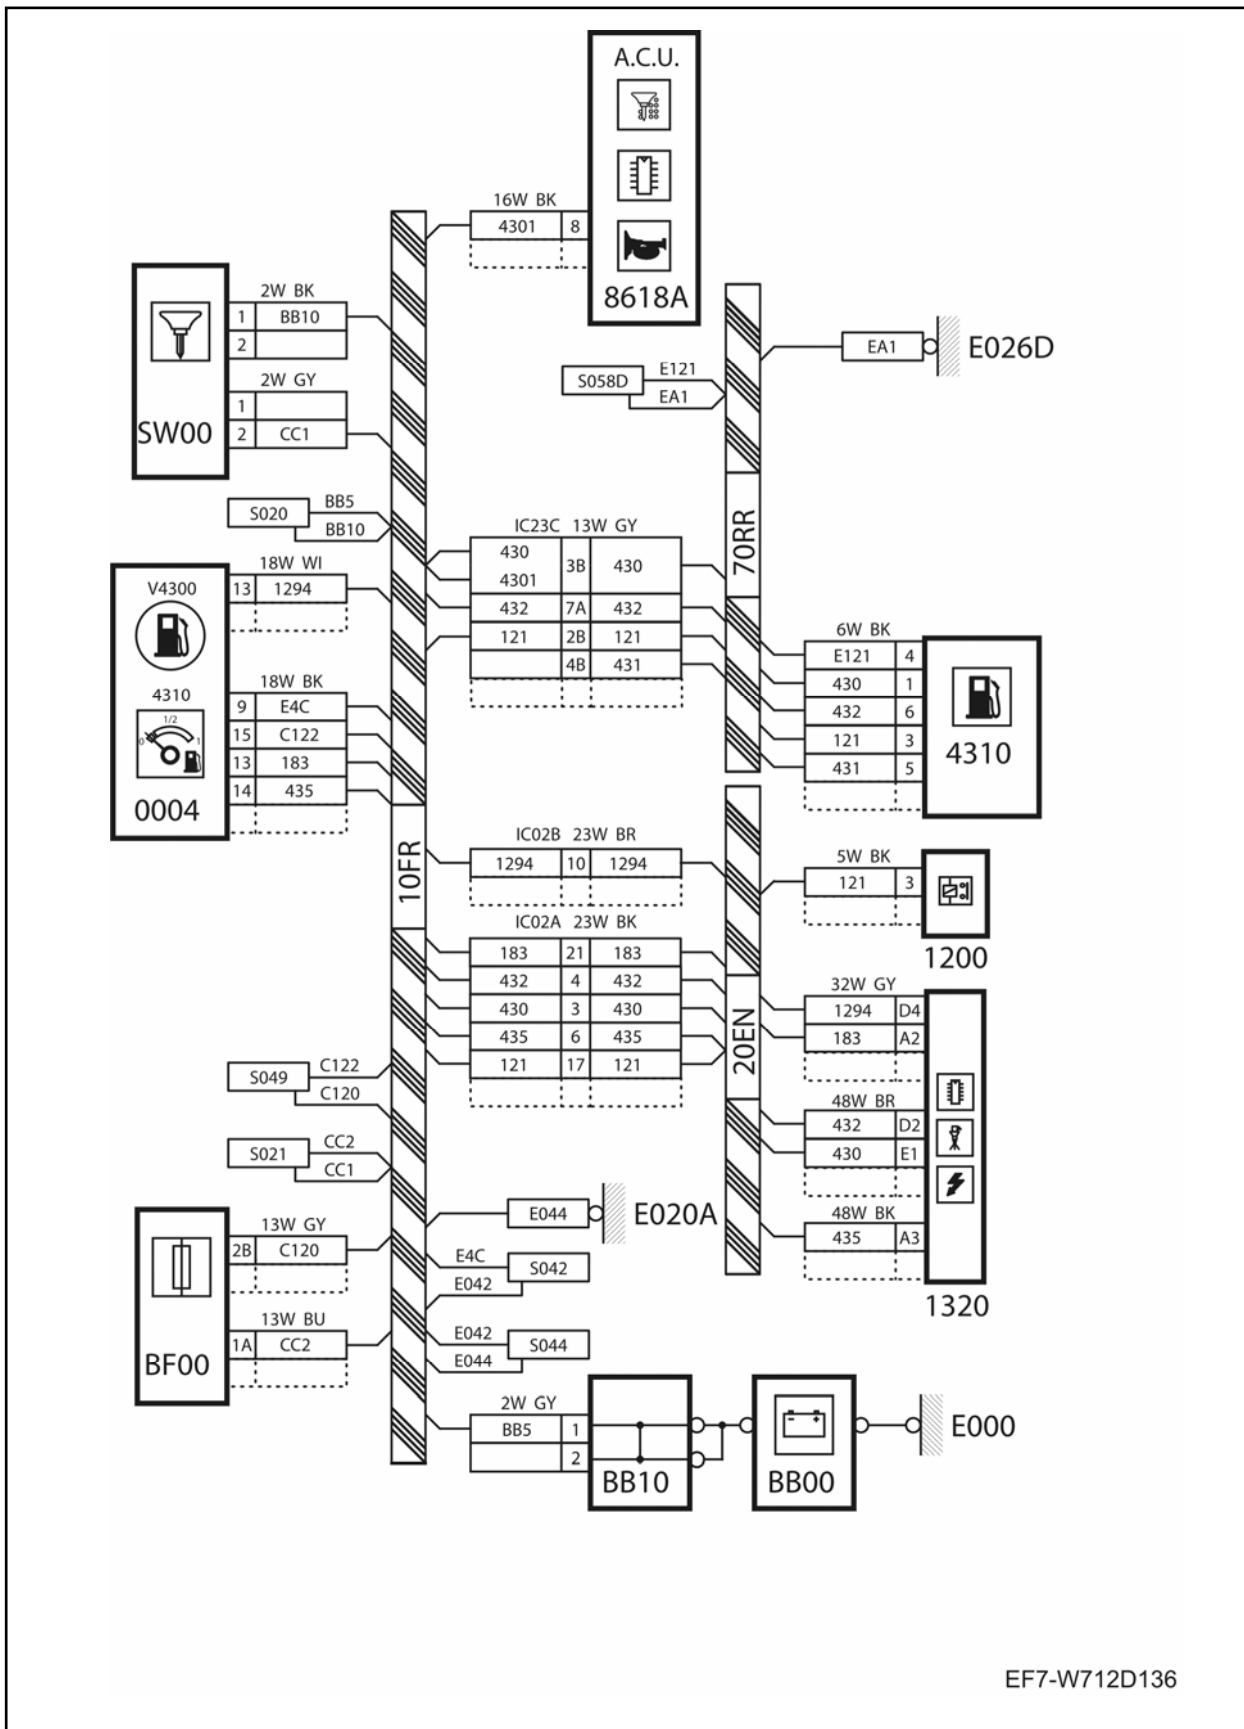 A.C.U.
8618A
16W BK
4301 8
SW00
2W BK
1 BB10
2
2W GY
1
2 CC1
S020
BB5
BB10
V4300
4310
0 1/2 1
0004
18W WI
13 1294
18W BK
9 E4C
15 C122
13 183
14 435
10FR
S058D
E121
EA1
EA1
E026D
70RR
IC23C 13W GY
430 3B 430
4301
432 7A 432
121 2B 121
4B 431
6W BK
E121 4
430 1
432 6
121 3
431 5
4310
IC02B 23W BR
1294 10 1294
IC02A 23W BK
183 21 183
432 4 432
430 3 430
435 6 435
121 17 121
20EN
5W BK
121 3
1200
32W GY
1294 D4
183 A2
48W BR
432 D2
430 E1
48W BK
435 A3
1320
S049
C122
C120
S021
CC2
CC1
BF00
13W GY
2B C120
13W BU
1A CC2
E044
E020A
E4C
E042
S042
E042
E044
S044
2W GY
BB5 1
2
BB10
- +
BB00
E000
EF7-W712D136